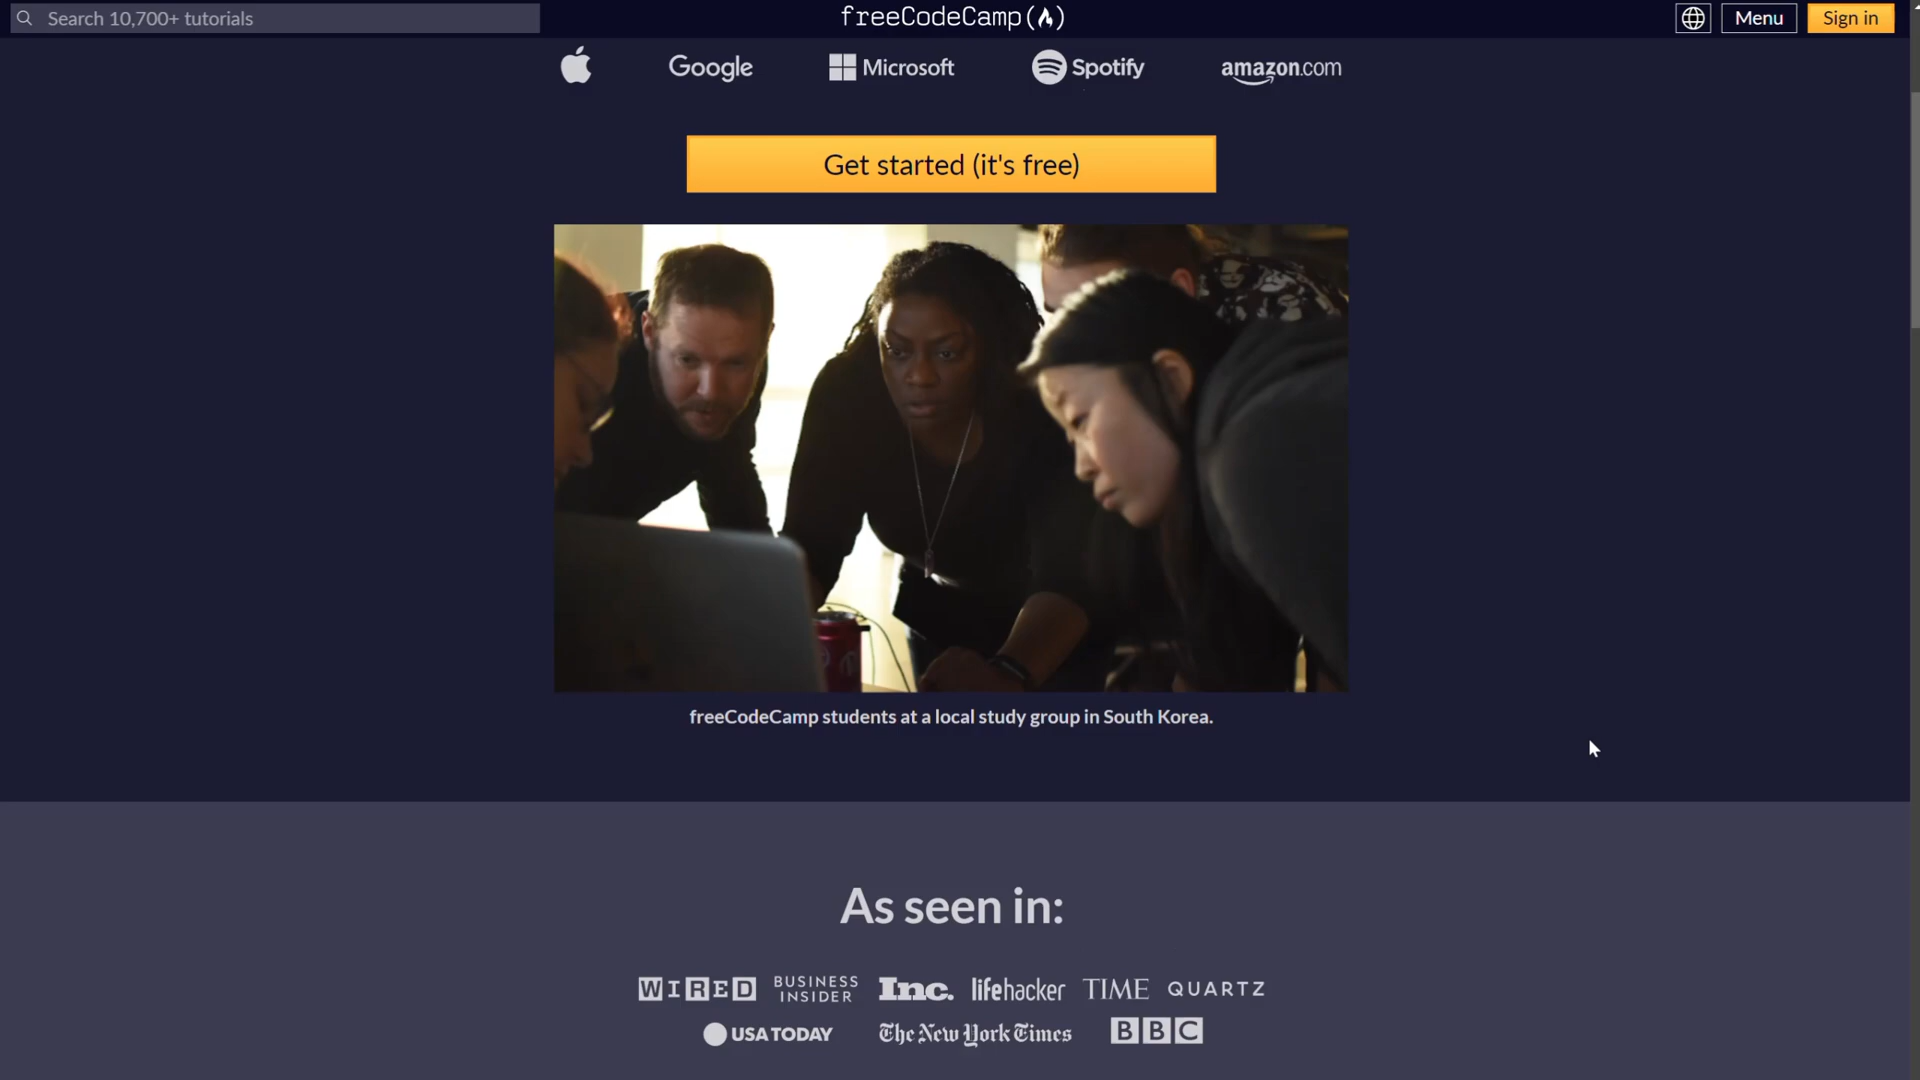 Search 10,700+ tutorials
freeCodeCamp
Menu
Sign in
Google
Microsoft
Spotify
amazon.com
Get started (it's free)
freeCodeCamp students at a local study group in South Korea.
As seen in:
WIRED
BUSINESS INSIDER
Inc.
lifehacker
TIME
QUARTZ
USA TODAY
The New York Times
BBC